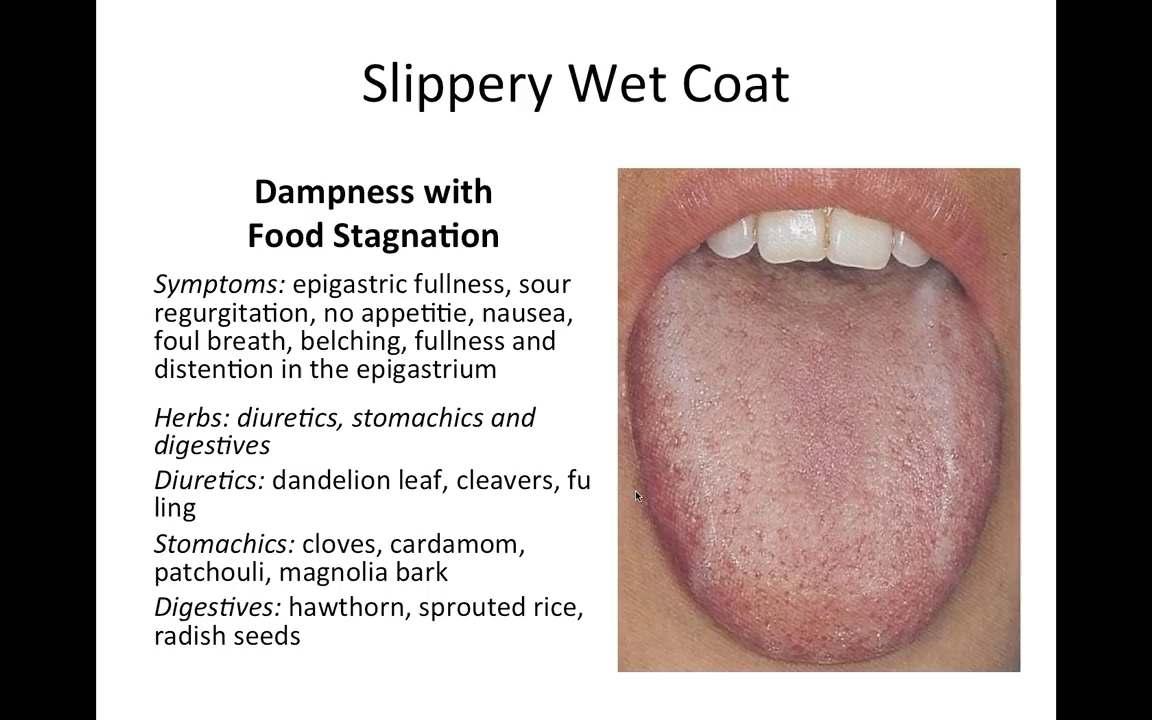 Slippery Wet Coat
Dampness with
Food Stagnation
Symptoms: epigastric fullness, sour
regurgitation, no appetitie, nausea,
foul breath, belching, fullness and
distention in the epigastrium
Herbs: diuretics, stomachics and
digestives
Diuretics: dandelion leaf, cleavers, fu
ling
Stomachics: cloves, cardamom,
patchouli, magnolia bark
Digestives: hawthorn, sprouted rice,
radish seeds